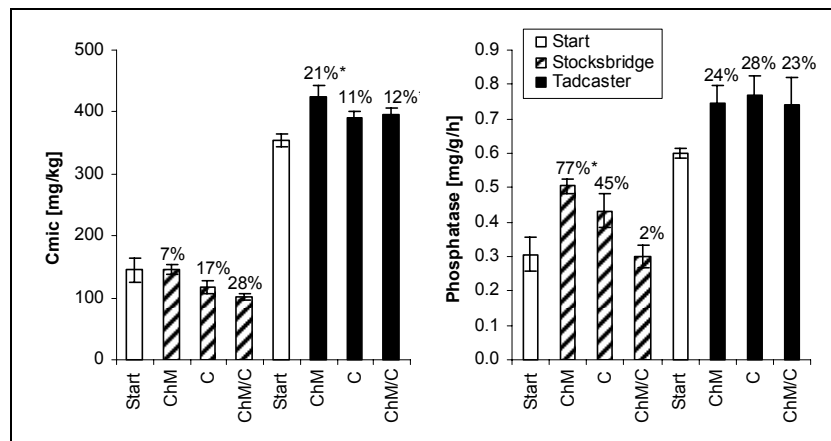 Cmic [mg/kg]
500
400
300
200
100
0
7%
17%
28%
21%*
11%
12%
Start
ChM
C
ChM/C
Start
ChM
C
ChM/C
Phosphatase [mg/g/h]
0.9
0.8
0.7
0.6
0.5
0.4
0.3
0.2
0.1
0.0
Start
Stocksbridge
Tadcaster
77%*
45%
2%
24%
28%
23%
Start
ChM
C
ChM/C
Start
ChM
C
ChM/C